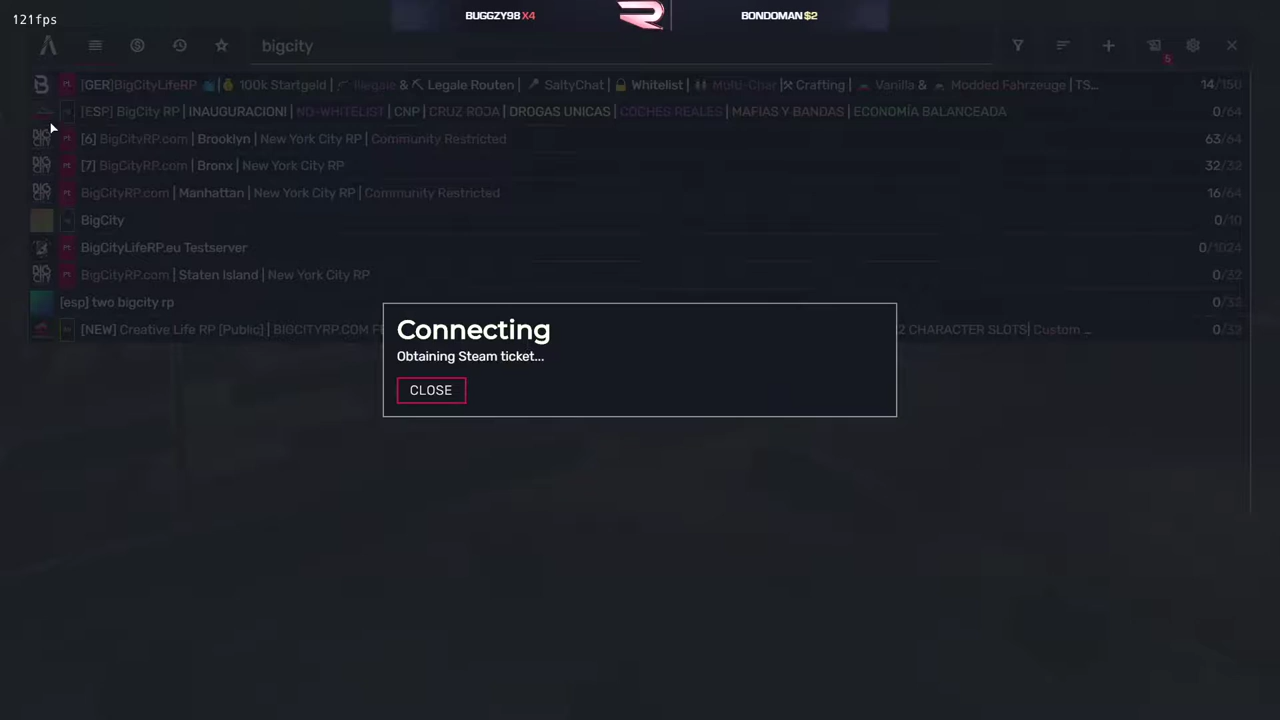 121fps
BUGGZY98 X4
BONDOMAN $2
bigcity
5
[GER]BigCityLifeRP | 100k Startgeld | Illegale & Legale Routen | SaltyChat | Whitelist | Multi-Char | Crafting | Vanilla & Modded Fahrzeuge | TS... 14/150
[ESP] BigCity RP | INAUGURACION! | NO-WHITELIST | CNP | CRUZ ROJA | DROGAS UNICAS | COCHES REALES | MAFIAS Y BANDAS | ECONOMÍA BALANCEADA 0/64
[6] BigCityRP.com | Brooklyn | New York City RP | Community Restricted 63/64
[7] BigCityRP.com | Bronx | New York City RP 32/32
BigCityRP.com | Manhattan | New York City RP | Community Restricted 16/64
BigCity 0/10
BigCityLifeRP.eu Testserver 0/1024
BigCityRP.com | Staten Island | New York City RP 0/32
[esp] two bigcity rp 0/32
[NEW] Creative Life RP [Public] | BIGCITYRP.COM 2 CHARACTER SLOTS| Custom ... 0/32
Connecting
Obtaining Steam ticket...
CLOSE